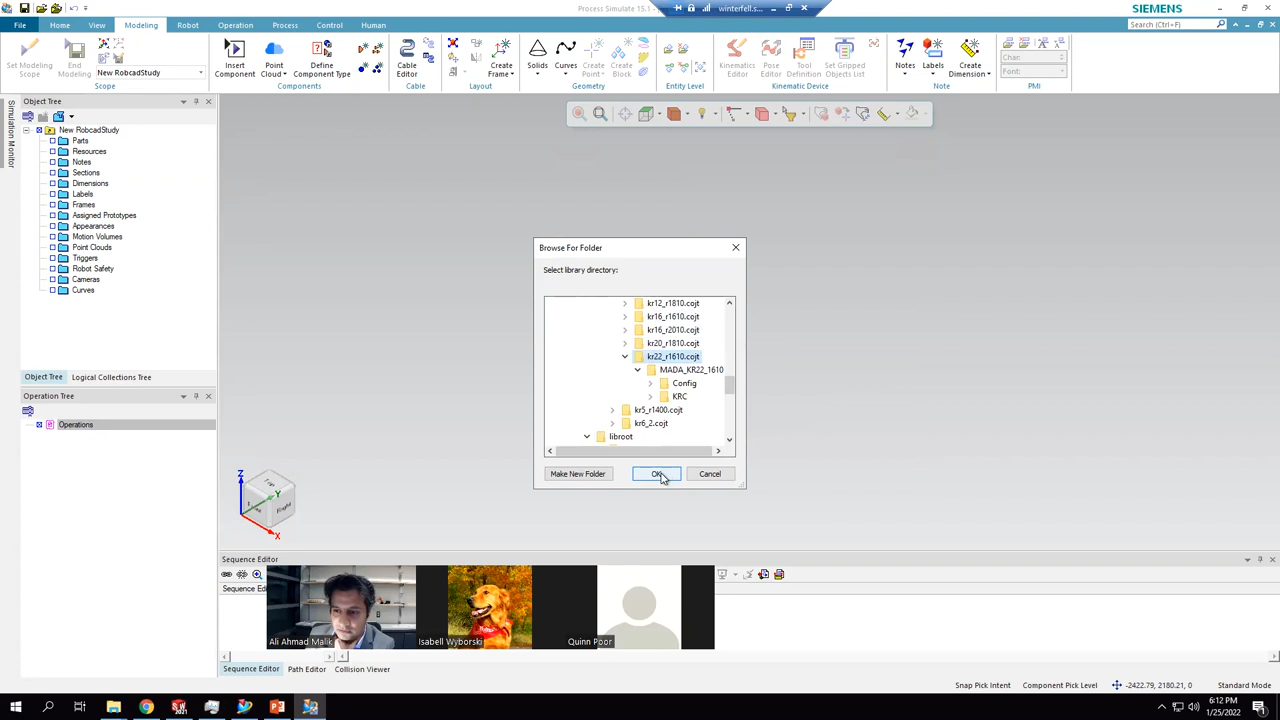 Process Simulate 15.1 -
winterfell.s...
SIEMENS
File
Home
View
Modeling
Robot
Operation
Process
Control
Human
Search (Ctrl+F)
Set Modeling Scope
End Modeling
New RobcadStudy
Scope
Insert Component
Point Cloud
Define Component Type
Components
Cable Editor
Cable
Create Frame
Layout
Solids
Curves
Create Point
Create Block
Geometry
Entity Level
Kinematics Editor
Pose Editor
Tool Definition
Set Gripped Objects List
Kinematic Device
Notes
Labels
Create Dimension
Note
Char:
Font:
PMI
Simulation Monitor
Object Tree
New RobcadStudy
Parts
Resources
Notes
Sections
Dimensions
Labels
Frames
Assigned Prototypes
Appearances
Motion Volumes
Point Clouds
Triggers
Robot Safety
Cameras
Curves
Object Tree
Logical Collections Tree
Operation Tree
Operations
Browse For Folder
Select library directory:
kr12_r1810.cojt
kr16_r1610.cojt
kr16_r2010.cojt
kr20_r1810.cojt
kr22_r1610.cojt
MADA_KR22_1610
Config
KRC
kr5_r1400.cojt
kr6_2.cojt
libroot
Make New Folder
OK
Cancel
Z
Y
X
Sequence Editor
Sequence Ed
Ali Ahmad Malik
Isabell Wyborski
Quinn Poor
Sequence Editor
Path Editor
Collision Viewer
Snap Pick Intent
Component Pick Level
-2422.79, 2180.21, 0
Standard Mode
6:12 PM
1/25/2022